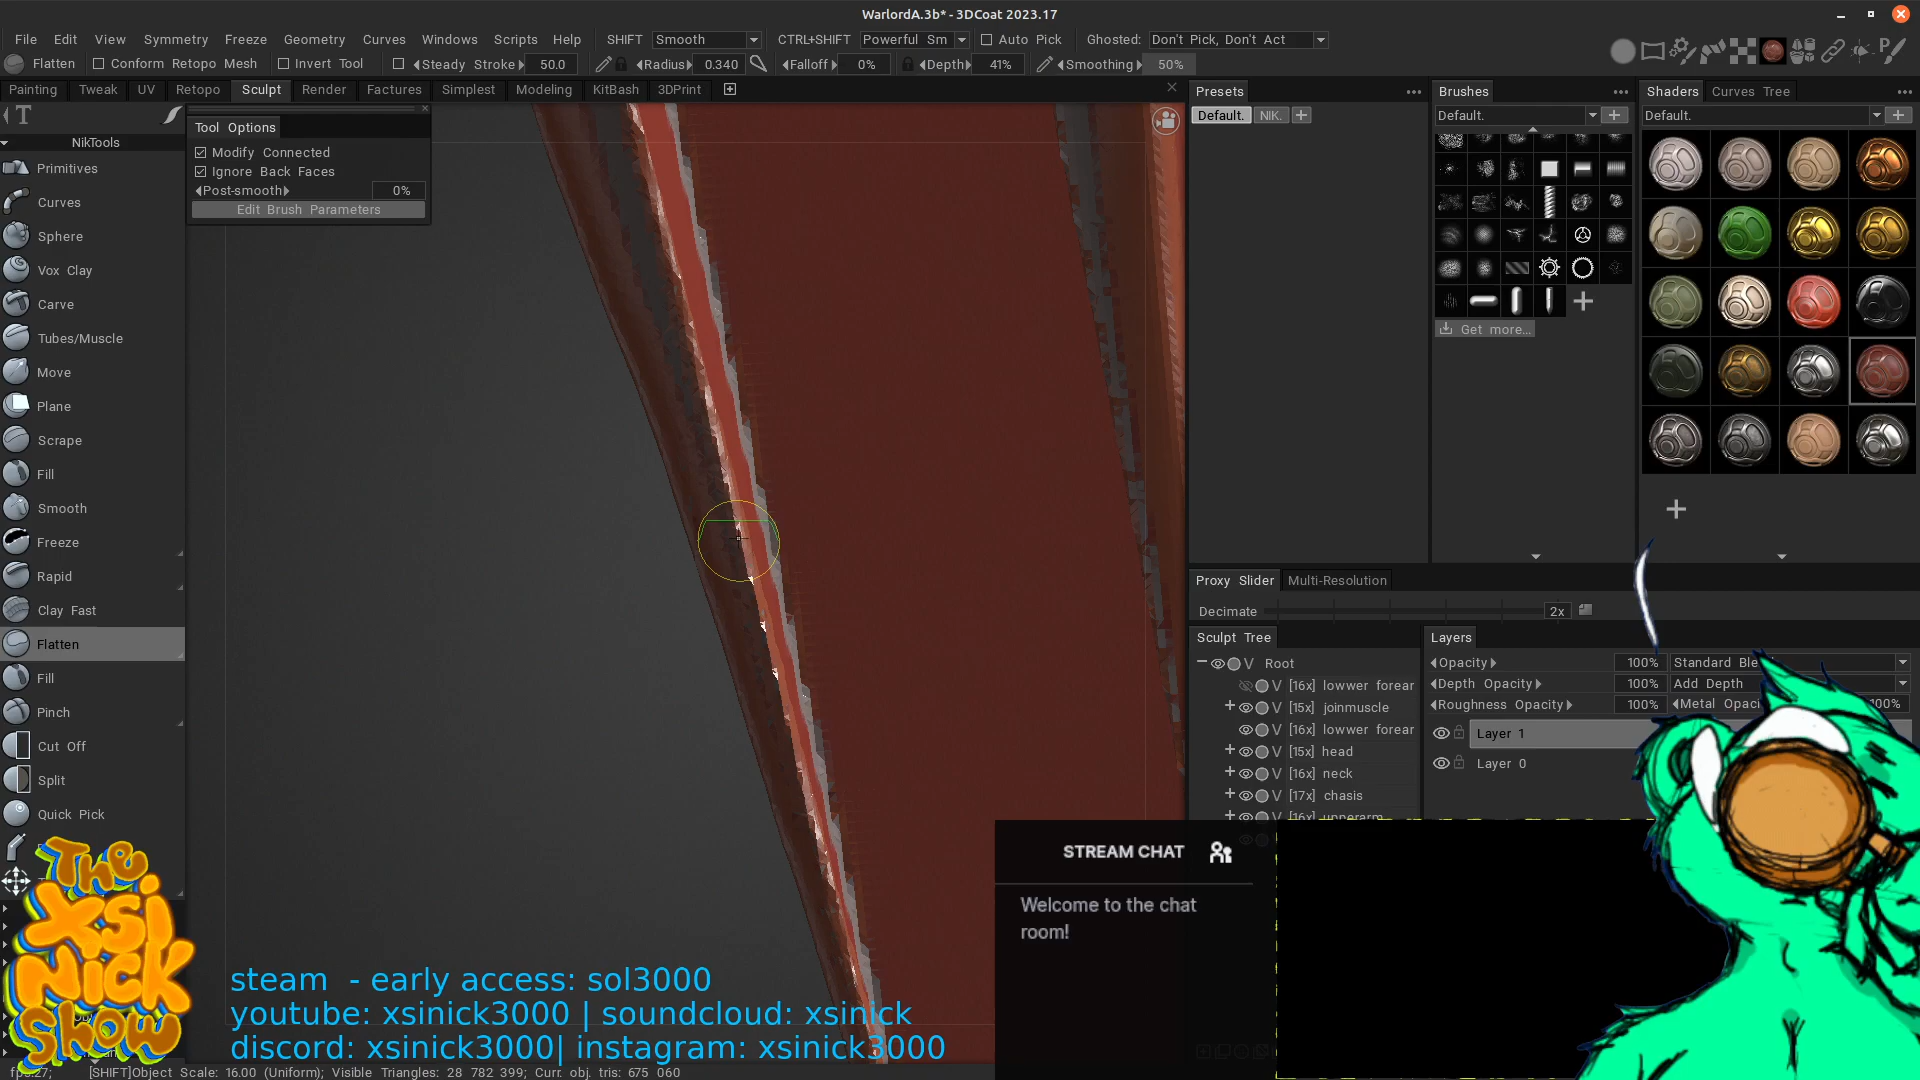 WarlordA.3b* - 3DCoat 2023.17
File Edit View Symmetry Freeze Geometry Curves Windows Scripts Help SHIFT Smooth CTRL+SHIFT Powerful Sm Auto Pick Ghosted: Don't Pick, Don't Act
Flatten Conform Retopo Mesh Invert Tool Steady Stroke 50.0 Radius 0.340 Falloff 0% Depth 41% Smoothing 50%
Painting Tweak UV Retopo Sculpt Render Factures Simplest Modeling KitBash 3DPrint
NikTools
Primitives
Curves
Sphere
Vox Clay
Carve
Tubes/Muscle
Move
Plane
Scrape
Fill
Smooth
Freeze
Rapid
Clay Fast
Flatten
Fill
Pinch
Cut Off
Split
Quick Pick
Tool Options
Modify Connected
Ignore Back Faces
Post-smooth 0%
Edit Brush Parameters
Presets
Default. NIK.
Brushes
Default.
Get more...
Shaders Curves Tree
Default.
Proxy Slider Multi-Resolution
Decimate 2x
Sculpt Tree
Root
V [16x] lowwer forear
V [15x] joinmuscle
V [16x] lowwer forear
V [15x] head
V [16x] neck
V [17x] chasis
V [16x] upperarm
Layers
Opacity 100% Standard Ble
Depth Opacity 100% Add Depth
Roughness Opacity 100% Metal Opaci 100%
Layer 1
Layer 0
STREAM CHAT
Welcome to the chat
room!
The
XSI
Nick
Show
steam - early access: sol3000
youtube: xsinick3000 | soundcloud: xsinick
discord: xsinick3000| instagram: xsinick3000
fps:27; [SHIFT]Object Scale: 16.00 (Uniform); Visible Triangles: 28 782 399; Curr. obj. tris: 675 060